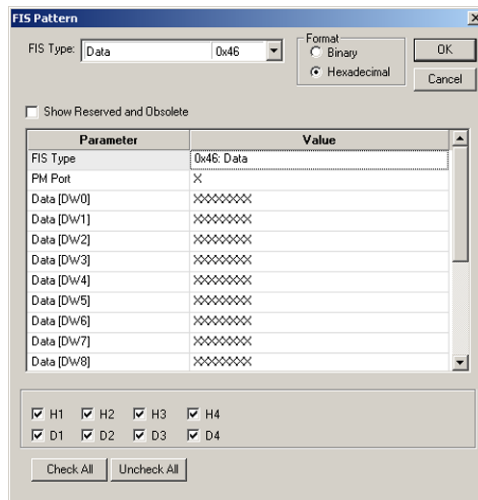 FIS Pattern
FIS Type: Data 0x46
Format
Binary
Hexadecimal
OK
Cancel
Show Reserved and Obsolete
Parameter Value
FIS Type 0x46: Data
PM Port X
Data [DW0] XXXXXXXX
Data [DW1] XXXXXXXX
Data [DW2] XXXXXXXX
Data [DW3] XXXXXXXX
Data [DW4] XXXXXXXX
Data [DW5] XXXXXXXX
Data [DW6] XXXXXXXX
Data [DW7] XXXXXXXX
Data [DW8] XXXXXXXX
H1 H2 H3 H4
D1 D2 D3 D4
Check All Uncheck All